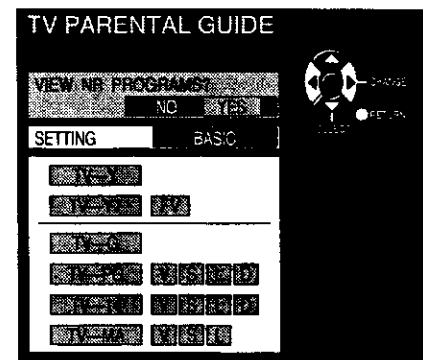 TV PARENTAL GUIDE
VIEW NR PROGRAMS?
NO YES
SETTING BASIC
TV-Y
TV-Y7 FV
TV-G
TV-PG V S L D
TV-14 V S L D
TV-MA V S L
CHANGE
SELECT
RETURN